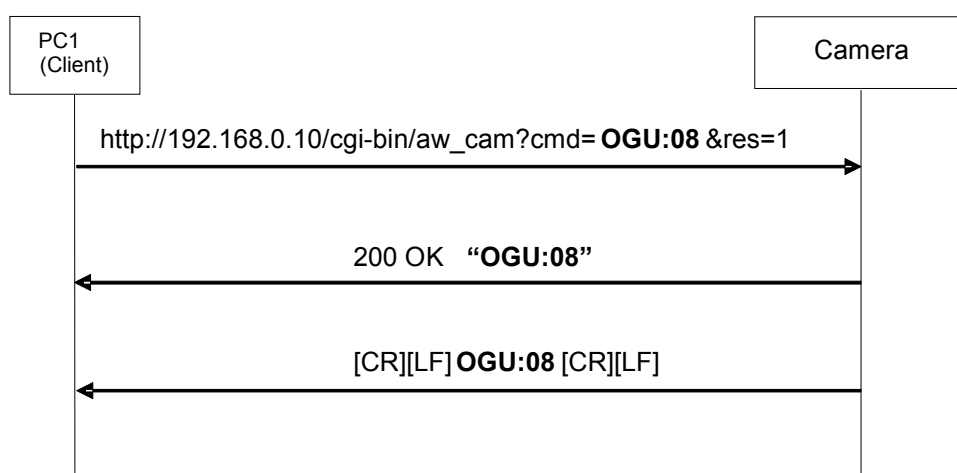 PC1
(Client)
Camera
http://192.168.0.10/cgi-bin/aw_cam?cmd= OGU:08 &res=1
200 OK “OGU:08”
[CR][LF] OGU:08 [CR][LF]